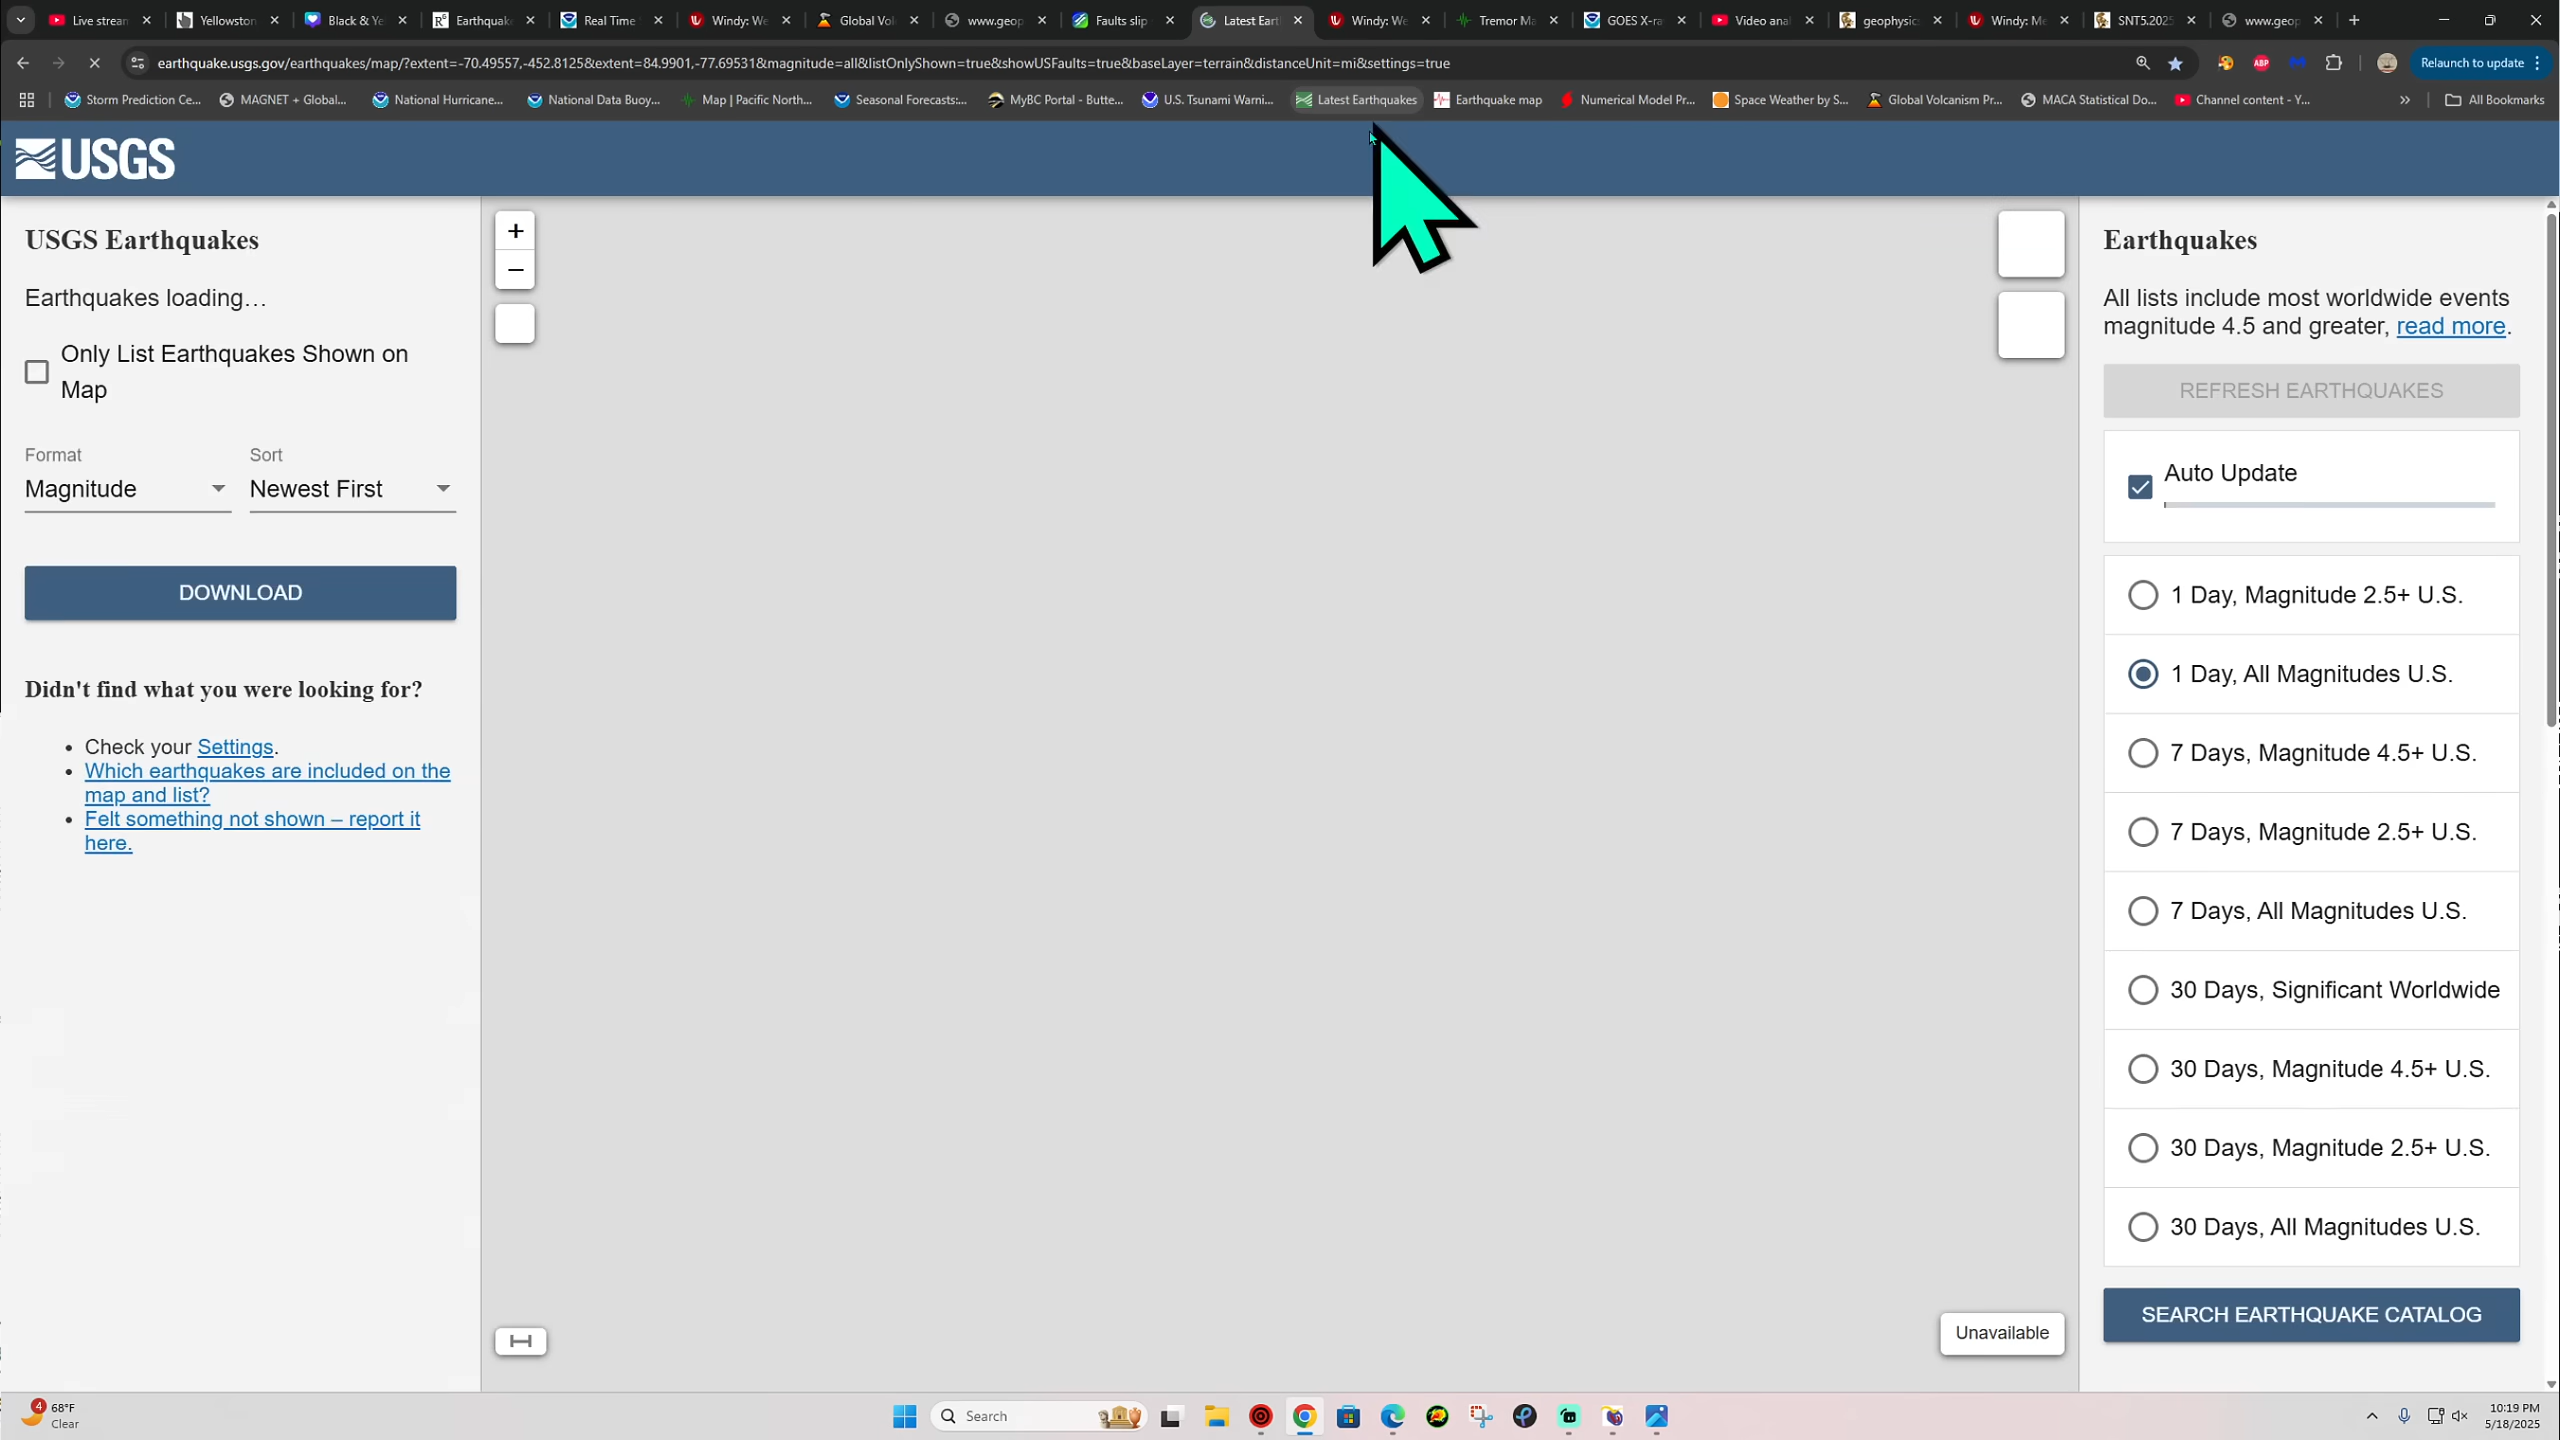 Live stream
Yellowston
Black & Ye
Earthquake
Real Time
Windy: We
Global Vol
www.geop
Faults slip
Latest Eart
Windy: We
Tremor Ma
GOES X-ra
Video anal
geophysic
Windy: Me
SNT5.2025
www.geop
earthquake.usgs.gov/earthquakes/map/?extent=-70.49557,-452.8125&extent=84.9901,-77.69531&magnitude=all&listOnlyShown=true&showUSFaults=true&baseLayer=terrain&distanceUnit=mi&settings=true
ABP
Relaunch to update
Storm Prediction Ce...
MAGNET + Global...
National Hurricane...
National Data Buoy...
Map | Pacific North...
Seasonal Forecasts:...
MyBC Portal - Butte...
U.S. Tsunami Warni...
Latest Earthquakes
Earthquake map
Numerical Model Pr...
Space Weather by S...
Global Volcanism Pr...
MACA Statistical Do...
Channel content - Y...
All Bookmarks
USGS
USGS Earthquakes
Earthquakes loading…
Only List Earthquakes Shown on
Map
Format
Sort
Magnitude
Newest First
DOWNLOAD
Didn't find what you were looking for?
Check your Settings.
Which earthquakes are included on the
map and list?
Felt something not shown – report it
here.
+
−
Unavailable
Earthquakes
All lists include most worldwide events
magnitude 4.5 and greater, read more.
REFRESH EARTHQUAKES
Auto Update
1 Day, Magnitude 2.5+ U.S.
1 Day, All Magnitudes U.S.
7 Days, Magnitude 4.5+ U.S.
7 Days, Magnitude 2.5+ U.S.
7 Days, All Magnitudes U.S.
30 Days, Significant Worldwide
30 Days, Magnitude 4.5+ U.S.
30 Days, Magnitude 2.5+ U.S.
30 Days, All Magnitudes U.S.
SEARCH EARTHQUAKE CATALOG
4
68°F
Clear
Search
10:19 PM
5/18/2025